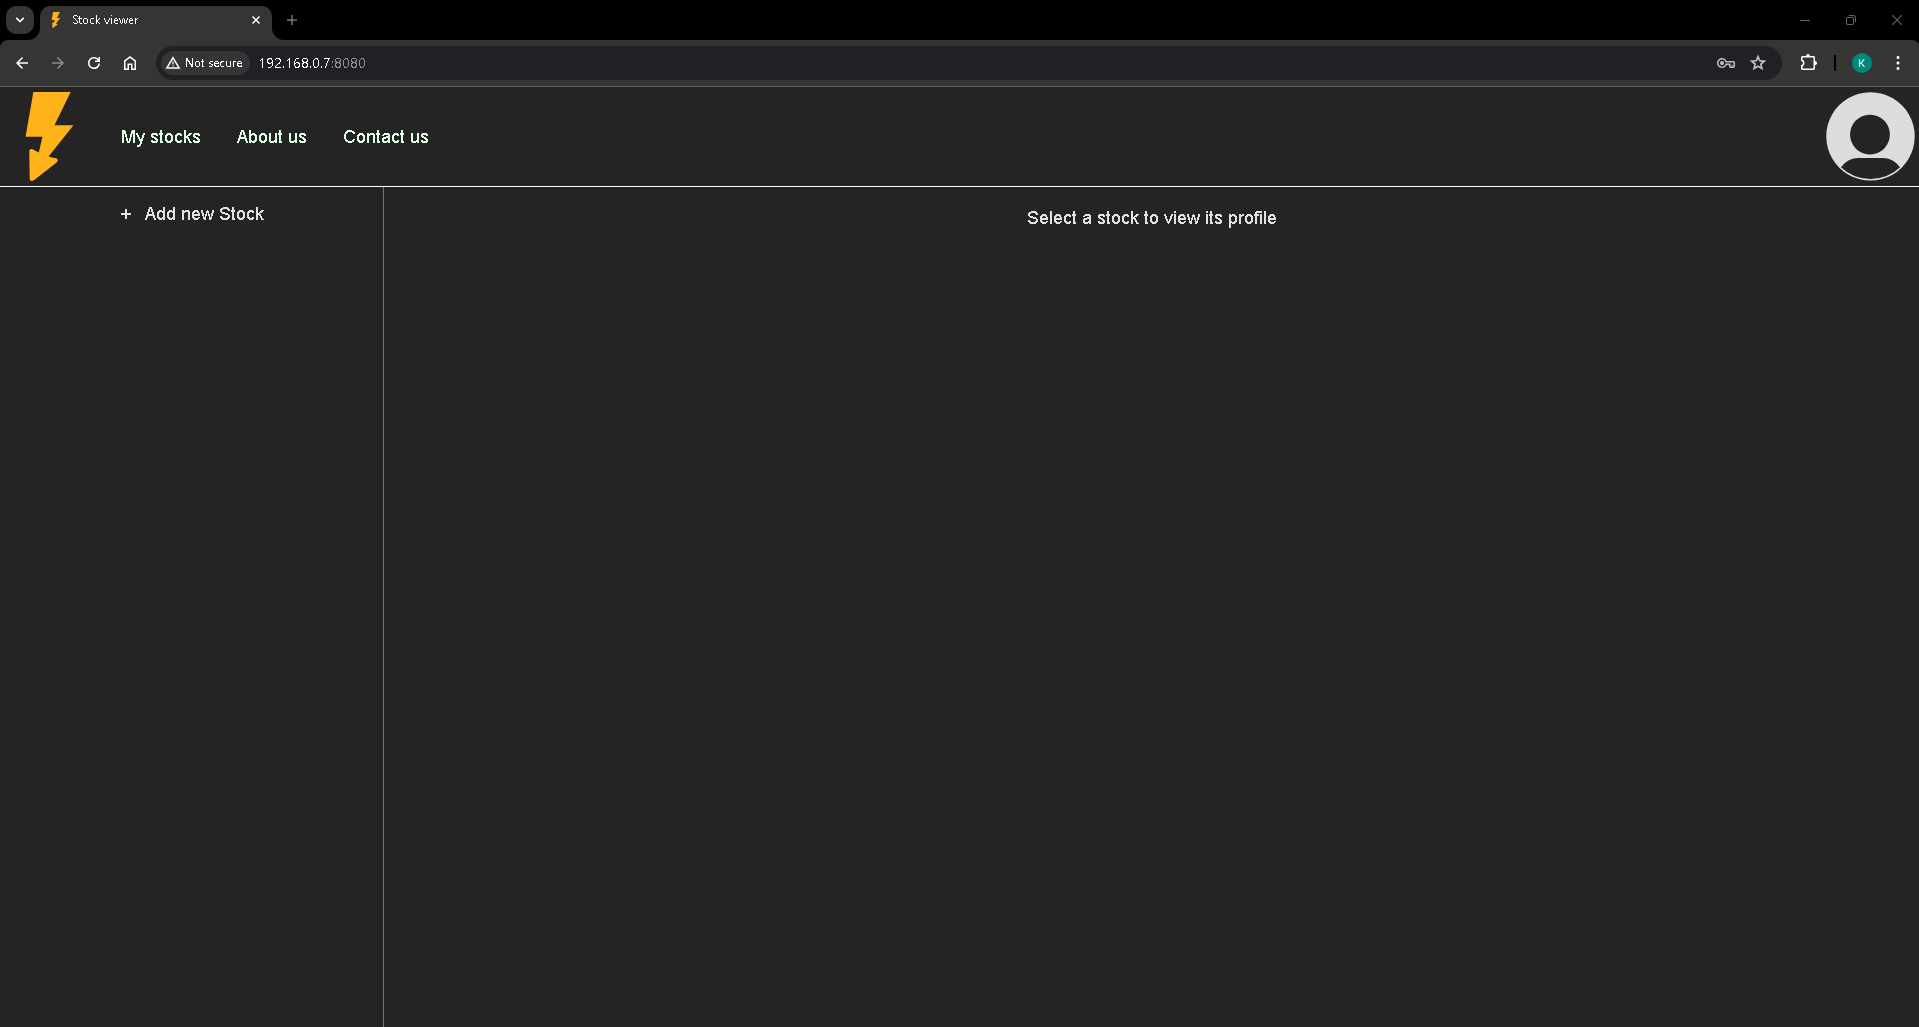 Stock viewer
Not secure 192.168.0.7:8080 K
My stocks About us Contact us
+ Add new Stock
Select a stock to view its profile